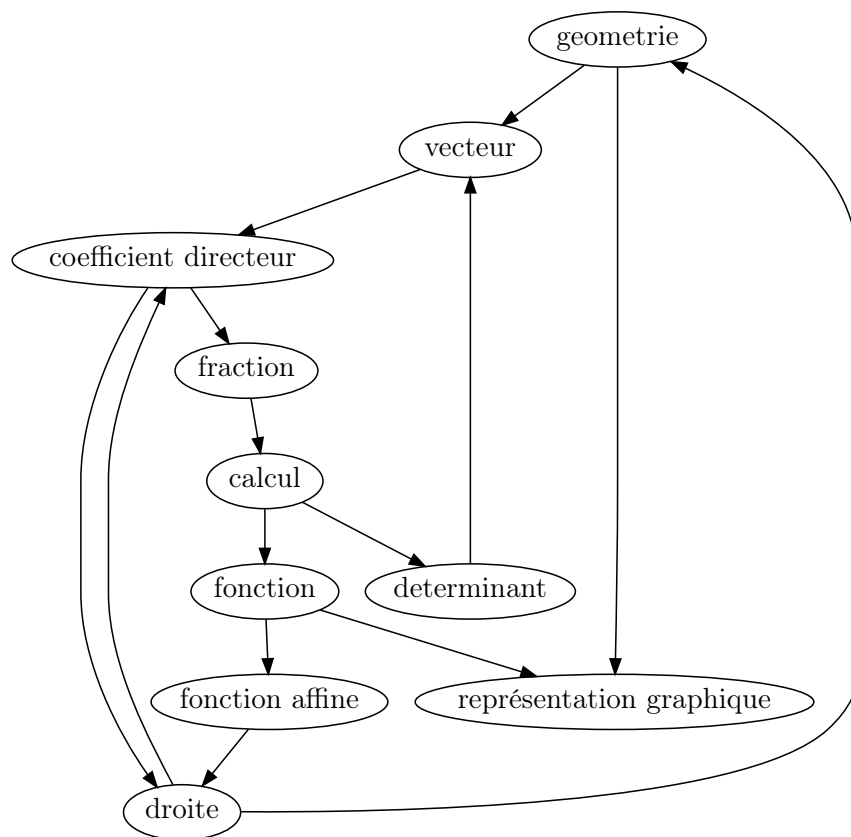 geometrie
vecteur
coefficient directeur
fraction
calcul
fonction
determinant
fonction affine
représentation graphique
droite